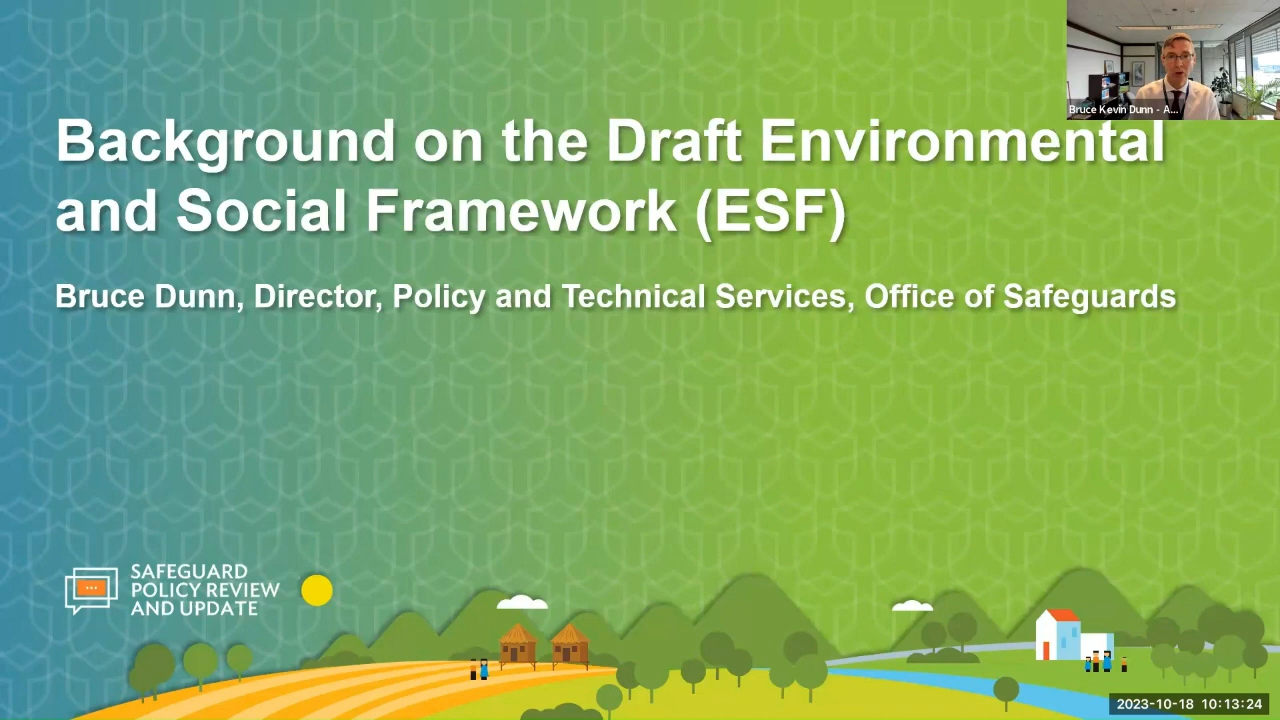 Bruce Kevin Dunn - A...
Background on the Draft Environmental
and Social Framework (ESF)
Bruce Dunn, Director, Policy and Technical Services, Office of Safeguards
SAFEGUARD
POLICY REVIEW
AND UPDATE
2023-10-18 10:13:24